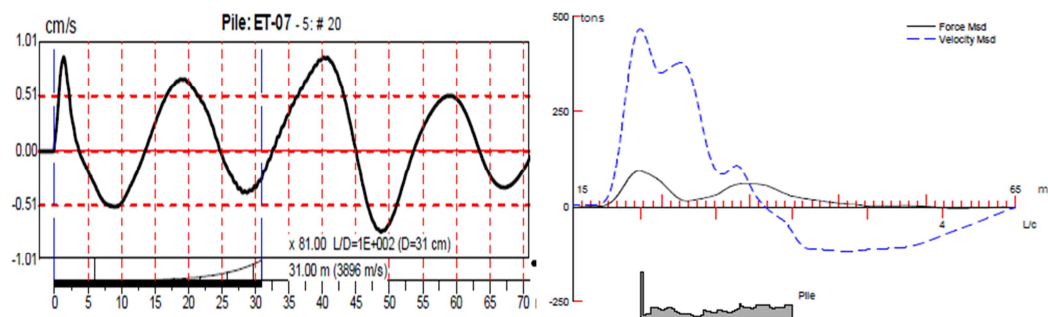 cm/s
Pile: ET-07 - 5: # 20
1.01
0.51
0.00
-0.51
-1.01
x 81.00 L/D=1E+002 (D=31 cm)
31.00 m (3896 m/s)
0 5 10 15 20 25 30 35 40 45 50 55 60 65 70
500
tons
Force Msd
Velocity Msd
250
15
65
m
0
4
L/c
Pile
-250